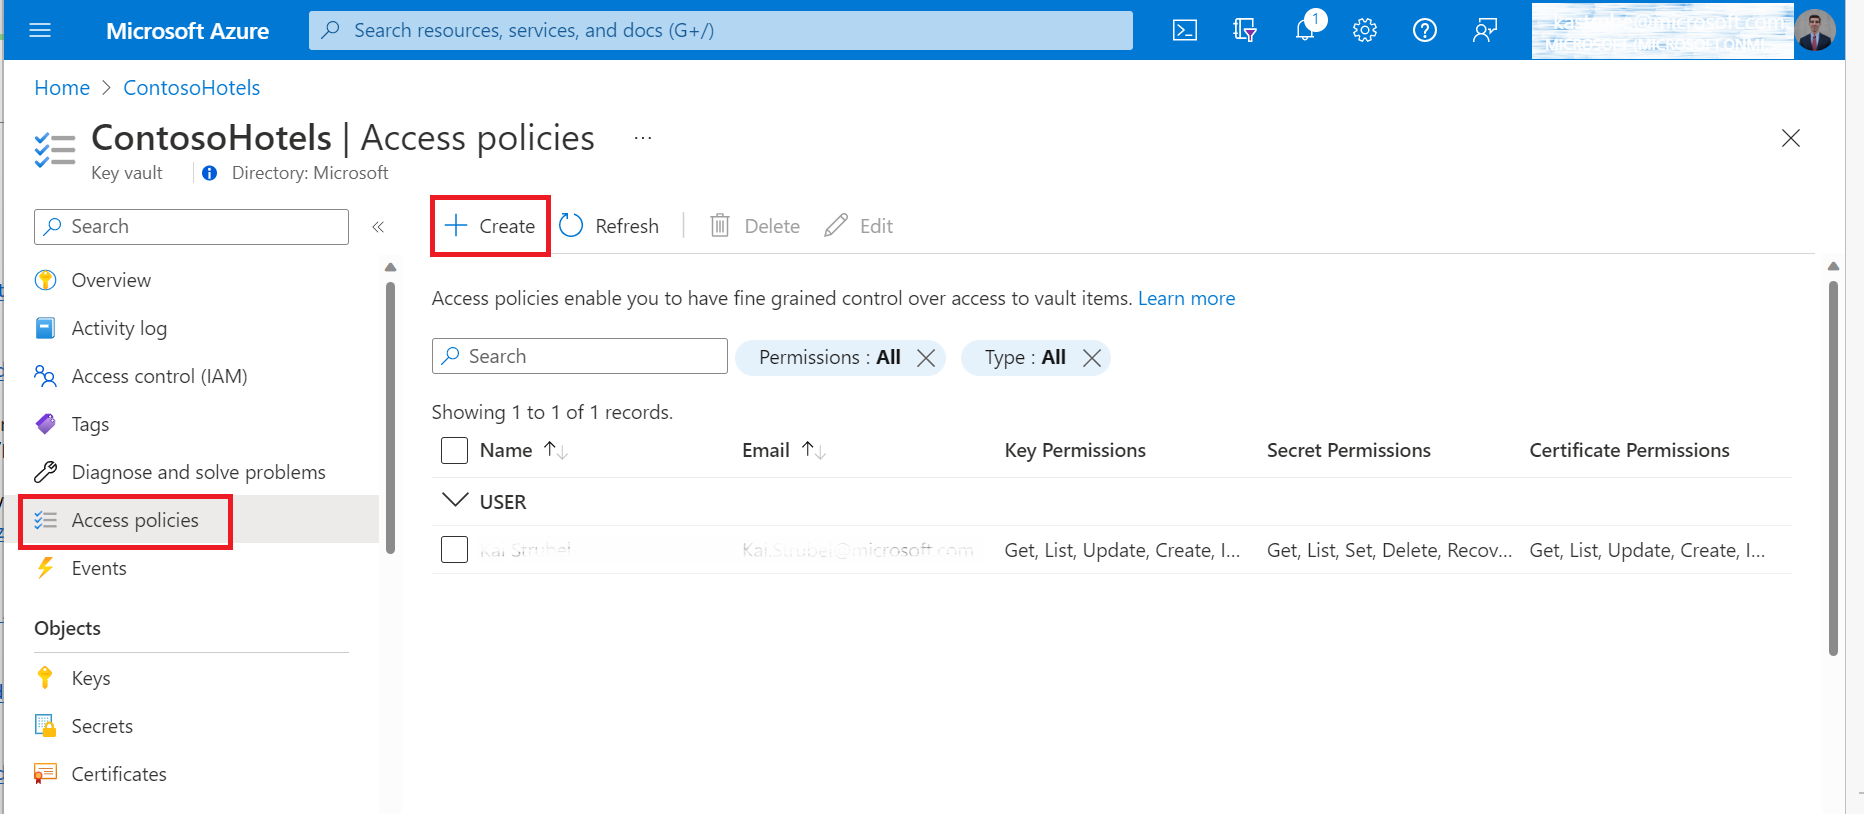 Microsoft Azure
Search resources, services, and docs (G+/)
1
Home > ContosoHotels
ContosoHotels | Access policies ...
Key vault
Directory: Microsoft
Search
«
Overview
Activity log
Access control (IAM)
Tags
Diagnose and solve problems
Access policies
Events
Objects
Keys
Secrets
Certificates
Create Refresh Delete Edit
Access policies enable you to have fine grained control over access to vault items. Learn more
Search
Permissions : All
Type : All
Showing 1 to 1 of 1 records.
Name Email Key Permissions Secret Permissions Certificate Permissions
USER
Get, List, Update, Create, I... Get, List, Set, Delete, Recov... Get, List, Update, Create, I...